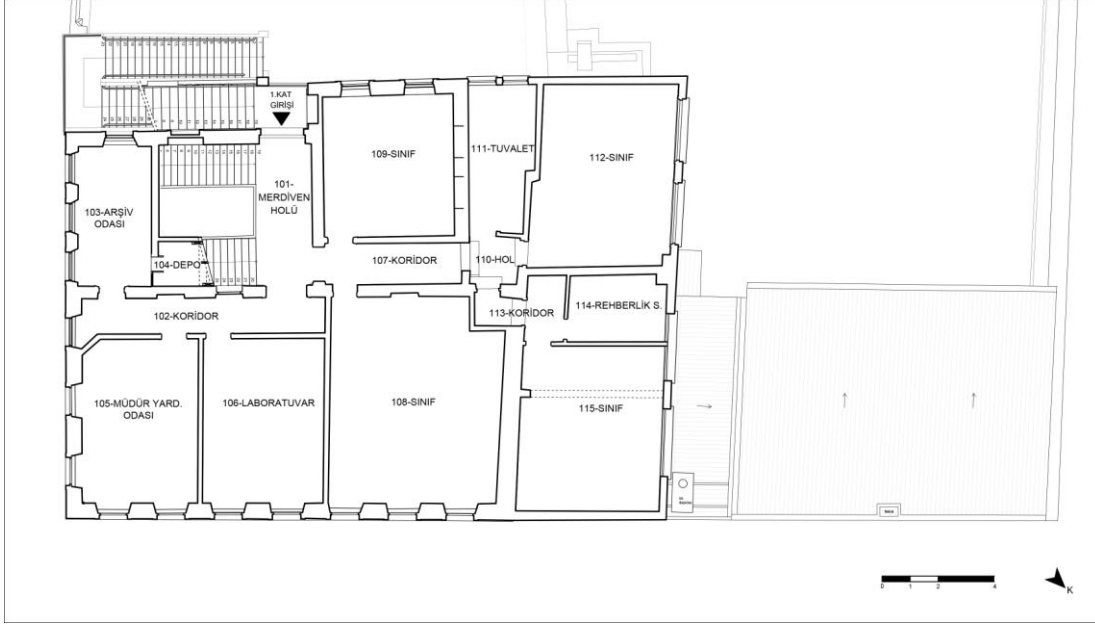 1.KAT
GİRİŞİ
109-SINIF
111-TUVALET
112-SINIF
101-
MERDİVEN
HOLÜ
103-ARŞİV
ODASI
104-DEPO
107-KORİDOR
110-HOL
102-KORİDOR
113-KORİDOR
114-REHBERLİK S.
105-MÜDÜR YARD.
ODASI
106-LABORATUVAR
108-SINIF
115-SINIF
0 1 2 4
K